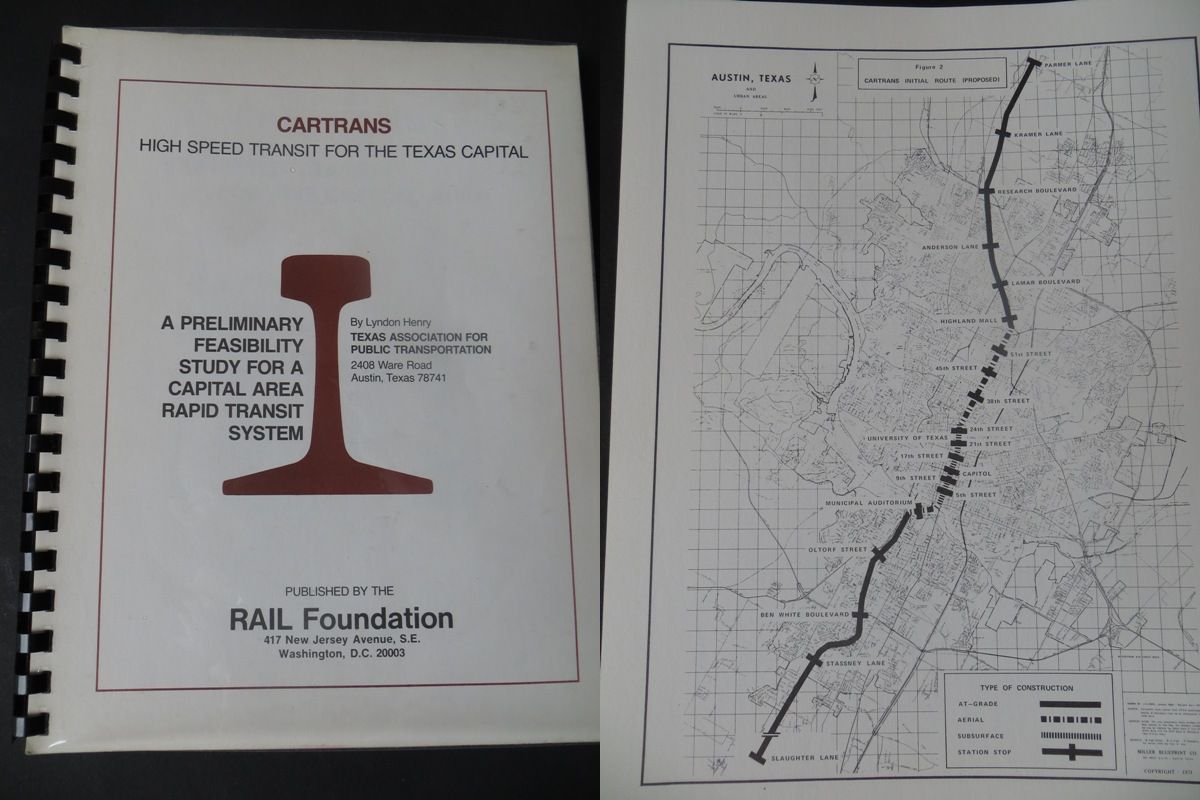 CARTRANS
HIGH SPEED TRANSIT FOR THE TEXAS CAPITAL
A PRELIMINARY
FEASIBILITY
STUDY FOR A
CAPITAL AREA
RAPID TRANSIT
SYSTEM
By Lyndon Henry
TEXAS ASSOCIATION FOR
PUBLIC TRANSPORTATION
2408 Ware Road
Austin, Texas 78741
PUBLISHED BY THE
RAIL Foundation
417 New Jersey Avenue, S.E.
Washington, D.C. 20003
AUSTIN, TEXAS
AND
URBAN AREAS
Figure 2
CARTRANS INITIAL ROUTE (PROPOSED)
PARMER LANE
KRAMER LANE
RESEARCH BOULEVARD
ANDERSON LANE
LAMAR BOULEVARD
HIGHLAND MALL
51st STREET
45th STREET
38th STREET
24th STREET
UNIVERSITY OF TEXAS
21st STREET
17th STREET
CAPITOL
9th STREET
5th STREET
MUNICIPAL AUDITORIUM
OLTORF STREET
BEN WHITE BOULEVARD
STASSNEY LANE
SLAUGHTER LANE
TYPE OF CONSTRUCTION
AT-GRADE
AERIAL
SUBSURFACE
STATION STOP
MILLER BLUEPRINT CO
COPYRIGHT